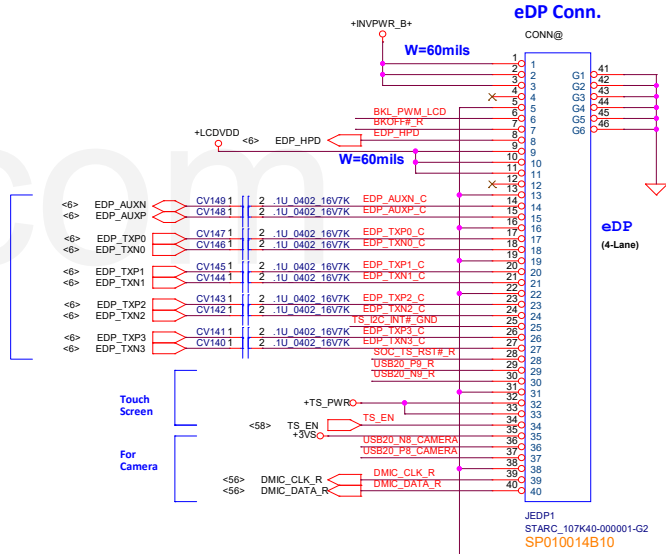 eDP Conn.
+INVPWR_B+
CONN@
W=60mils
1 1
2 2
3 3
4 4
5 5
BKL_PWM_LCD 6 6
BKOFF#_R 7 7
<6> EDP_HPD EDP_HPD 8 8
+LCDVDD
9 9
10 10
W=60mils
11 11
12 12
13 13
G1 41
G2 42
G3 43
G4 44
G5 45
G6 46
<6> EDP_AUXN CV149 1 2 .1U_0402_16V7K EDP_AUXN_C 14 14
<6> EDP_AUXP CV148 1 2 .1U_0402_16V7K EDP_AUXP_C 15 15
16 16
<6> EDP_TXP0 CV147 1 2 .1U_0402_16V7K EDP_TXP0_C 17 17
<6> EDP_TXN0 CV146 1 2 .1U_0402_16V7K EDP_TXN0_C 18 18
19 19
<6> EDP_TXP1 CV145 1 2 .1U_0402_16V7K EDP_TXP1_C 20 20
<6> EDP_TXN1 CV144 1 2 .1U_0402_16V7K EDP_TXN1_C 21 21
22 22
<6> EDP_TXP2 CV143 1 2 .1U_0402_16V7K EDP_TXP2_C 23 23
<6> EDP_TXN2 CV142 1 2 .1U_0402_16V7K EDP_TXN2_C 24 24
TS_I2C_INT#_GND 25 25
<6> EDP_TXP3 CV141 1 2 .1U_0402_16V7K EDP_TXP3_C 26 26
<6> EDP_TXN3 CV140 1 2 .1U_0402_16V7K EDP_TXN3_C 27 27
SOC_TS_RST#_R 28 28
USB20_P9_R 29 29
USB20_N9_R 30 30
31 31
eDP
(4-Lane)
Touch
Screen
+TS_PWR 32 32
33 33
<58> TS_EN TS_EN 34 34
+3VS 35 35
For
Camera
USB20_N8_CAMERA 36 36
USB20_P8_CAMERA 37 37
38 38
<56> DMIC_CLK_R DMIC_CLK_R 39 39
<56> DMIC_DATA_R DMIC_DATA_R 40 40
JEDP1
STARC_107K40-000001-G2
SP010014B10
com